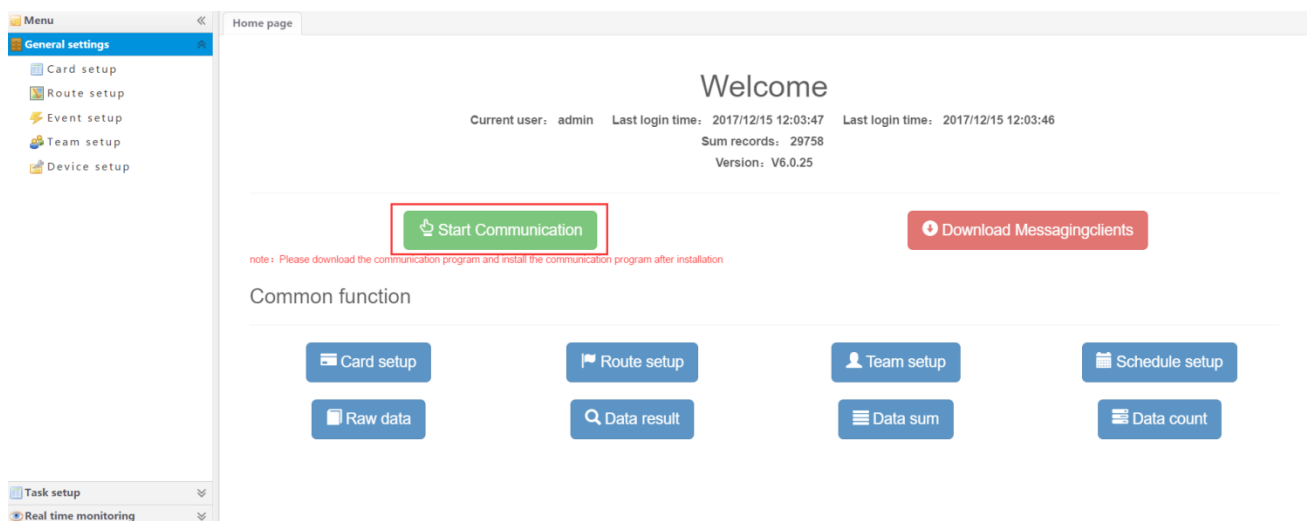 Menu
Home page
General settings
Card setup
Route setup
Event setup
Team setup
Device setup
Welcome
Current user： admin Last login time： 2017/12/15 12:03:47 Last login time： 2017/12/15 12:03:46
Sum records： 29758
Version： V6.0.25
Start Communication
Download Messagingclients
note：Please download the communication program and install the communication program after installation
Common function
Card setup
Route setup
Team setup
Schedule setup
Raw data
Data result
Data sum
Data count
Task setup
Real time monitoring